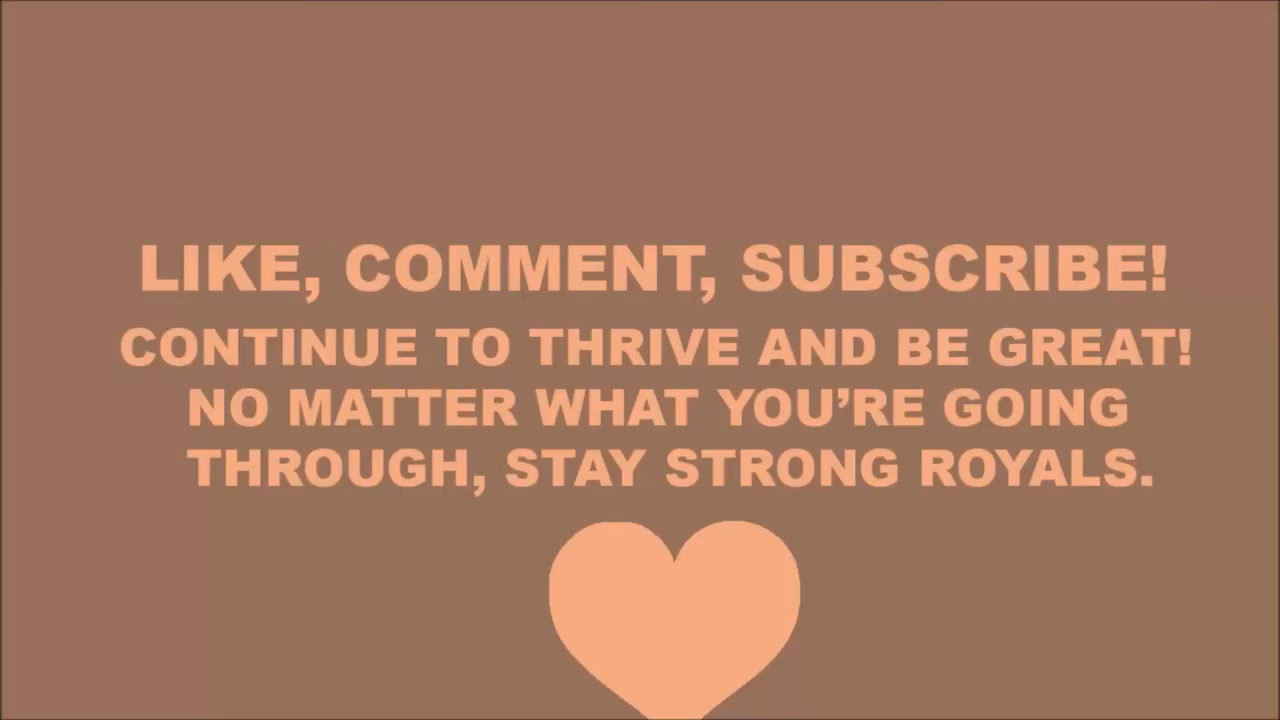 LIKE, COMMENT, SUBSCRIBE!
CONTINUE TO THRIVE AND BE GREAT!
NO MATTER WHAT YOU’RE GOING
THROUGH, STAY STRONG ROYALS.